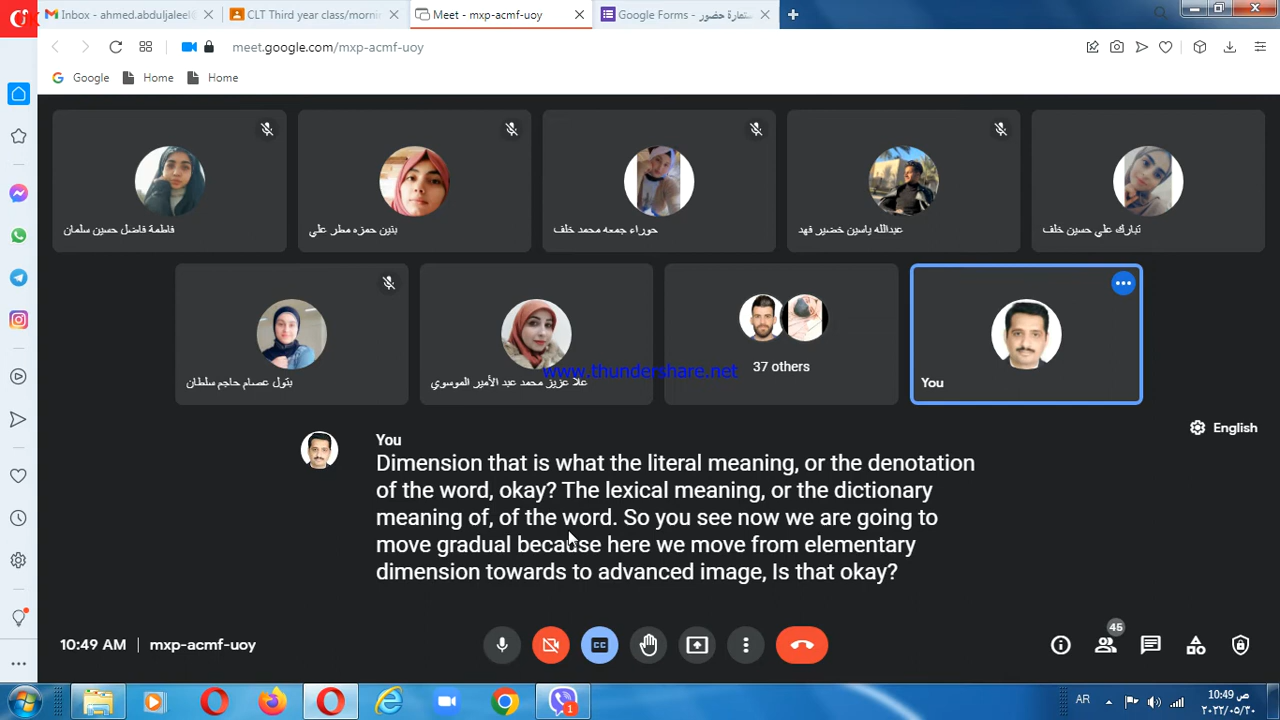 Inbox - ahmed.abduljaleel@
CLT Third year class/mornin
Meet - mxp-acmf-uoy
Google Forms - استمارة حضور
meet.google.com/mxp-acmf-uoy
Google
Home
Home
فاطمة فاضل حسين سلمان
بنين حمزه مطر علي
حوراء جمعه محمد خلف
عبدالله ياسين خضير فهد
تبارك علي حسين خلف
بتول عصام حاجم سلطان
علا عزيز محمد عبد الأمير الموسوي
37 others
You
www.thundershare.net
English
You
Dimension that is what the literal meaning, or the denotation
of the word, okay? The lexical meaning, or the dictionary
meaning of, of the word. So you see now we are going to
move gradual because here we move from elementary
dimension towards to advanced image, Is that okay?
10:49 AM
mxp-acmf-uoy
45
1
AR
10:49 ص
٢٠٢٢/٠٥/٣٠